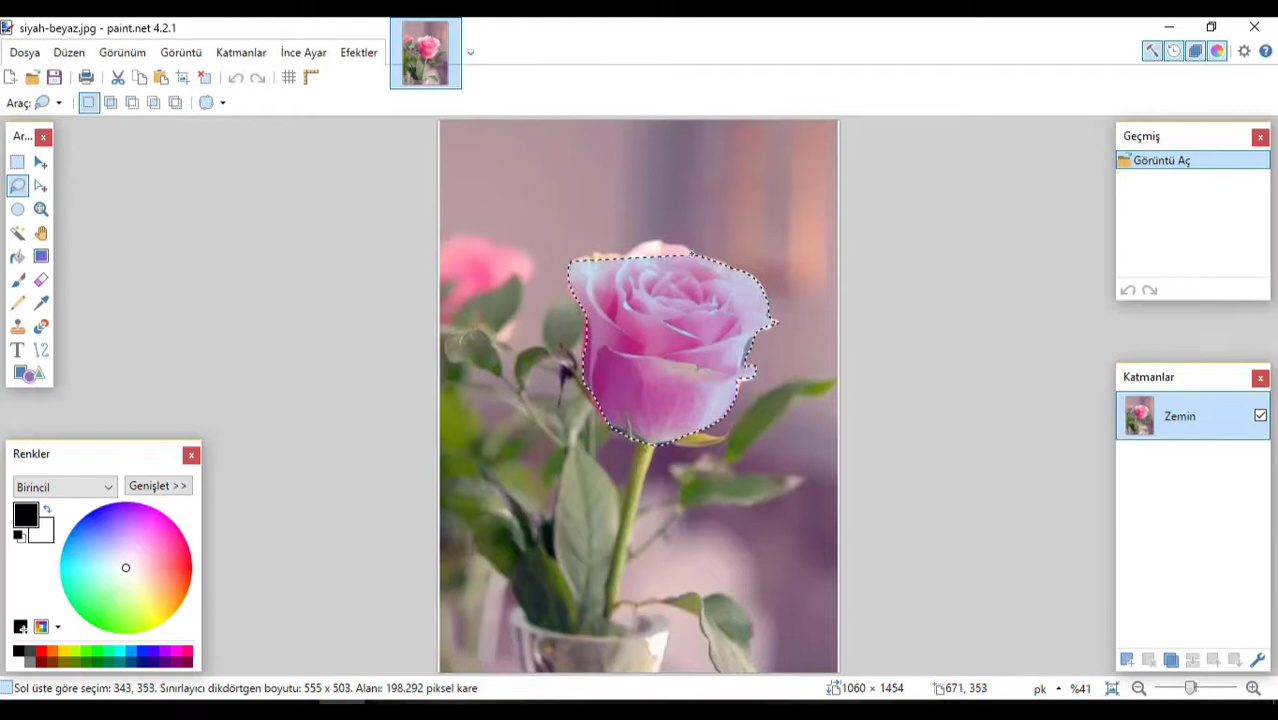 siyah-beyaz.jpg - paint.net 4.2.1
Dosya Düzen Görünüm Görüntü Katmanlar İnce Ayar Efektler
Araç:
Ar...
Geçmiş
Görüntü Aç
Katmanlar
Zemin
Renkler
Birincil
Genişlet >>
Sol üste göre seçim: 343, 353. Sınırlayıcı dikdörtgen boyutu: 555 x 503. Alanı: 198.292 piksel kare
1060 × 1454
671, 353
pk
%41